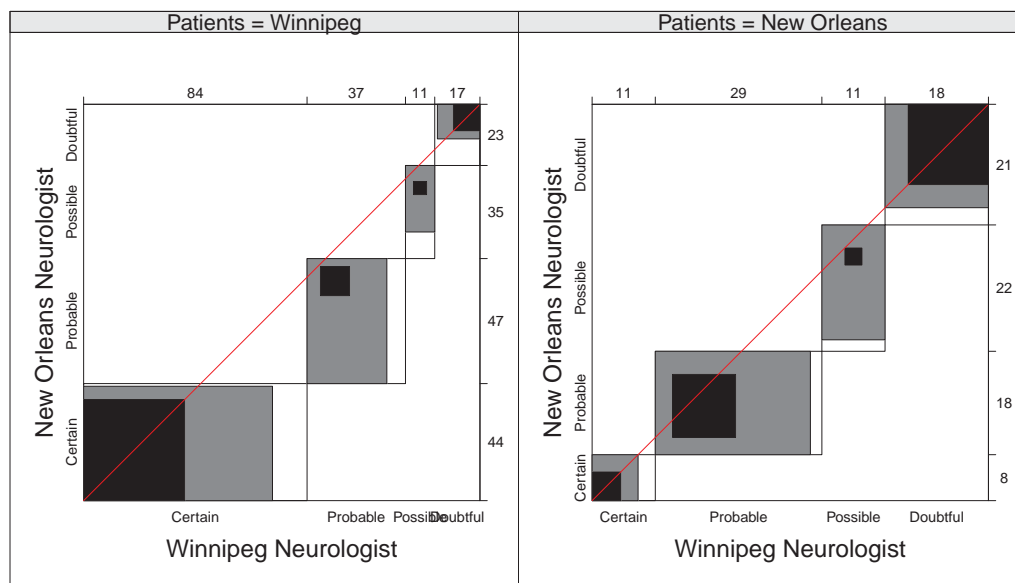 Patients = Winnipeg
84 37 11 17
New Orleans Neurologist
Doubtful
Possible
Probable
Certain
23
35
47
44
Certain Probable Possible Doubtful
Winnipeg Neurologist
Patients = New Orleans
11 29 11 18
New Orleans Neurologist
Doubtful
Possible
Probable
Certain
21
22
18
8
Certain Probable Possible Doubtful
Winnipeg Neurologist